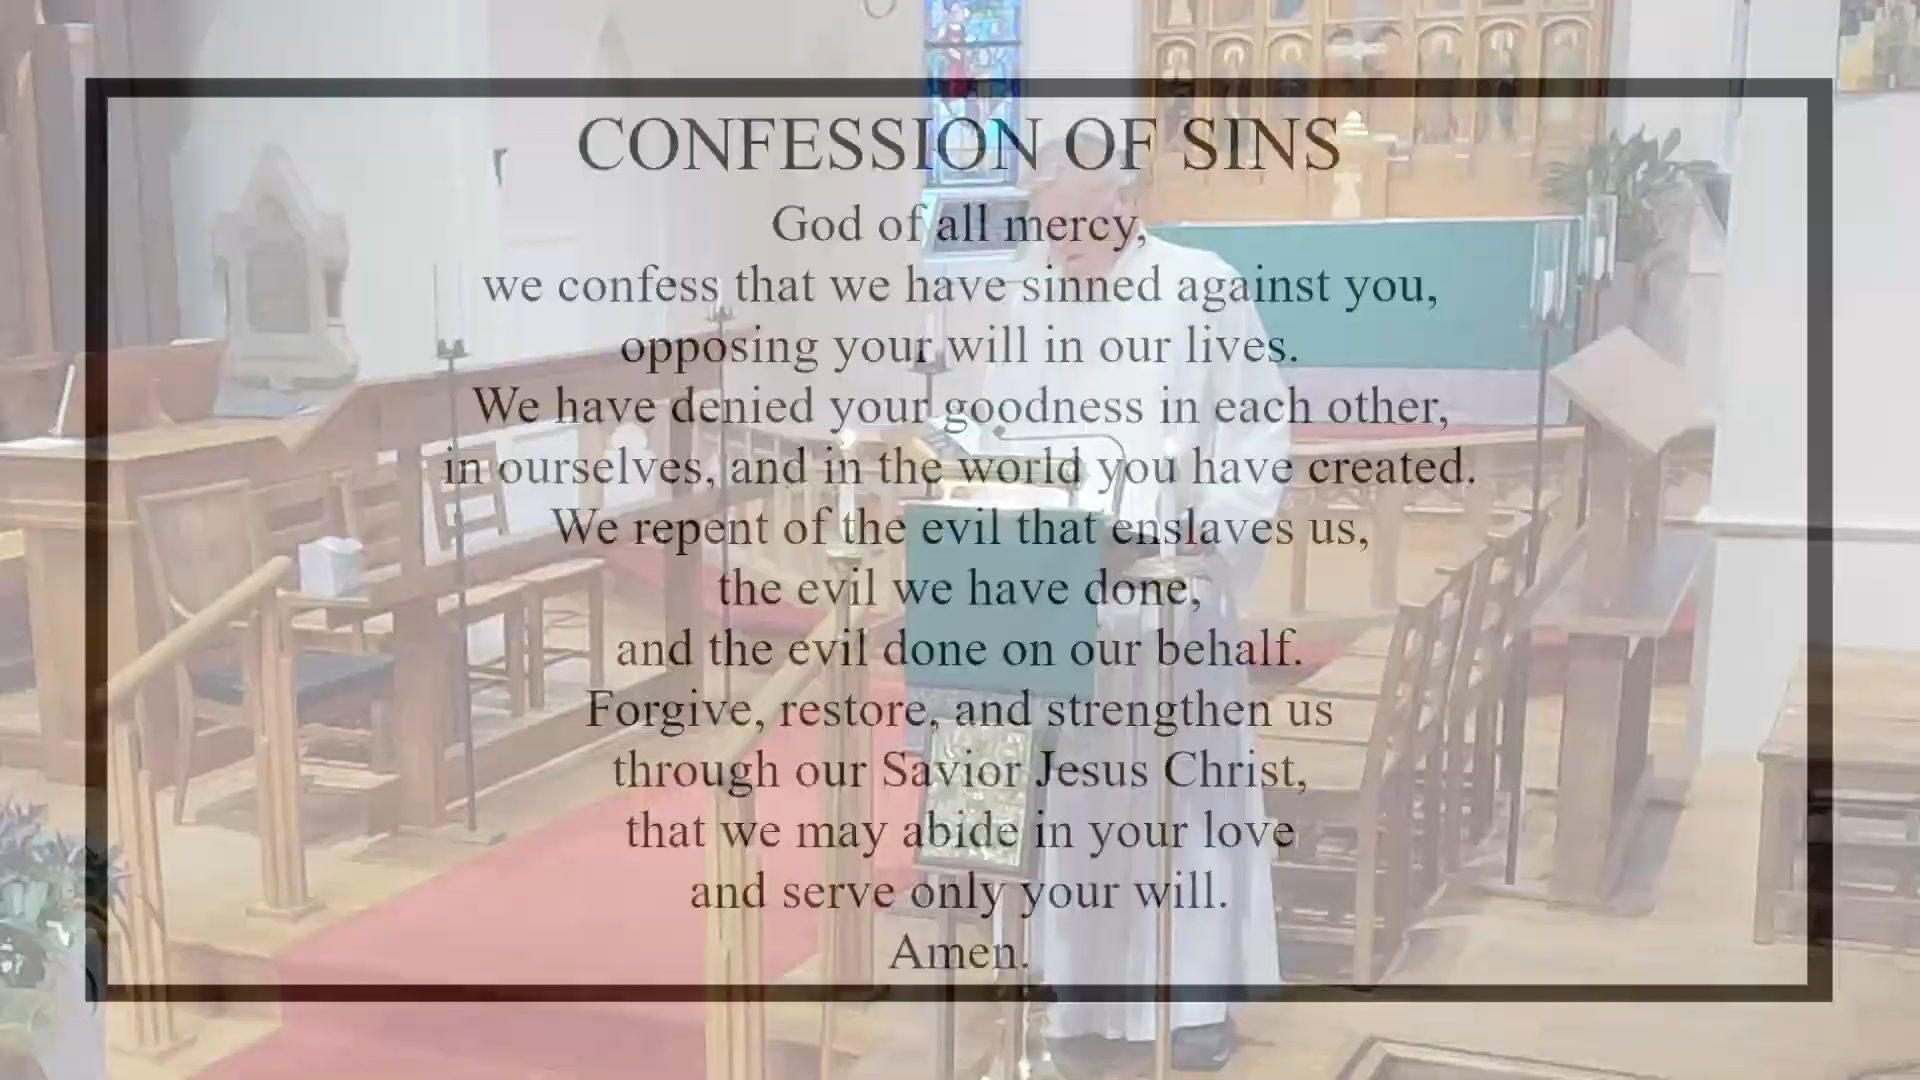 CONFESSION OF SINS
God of all mercy,
we confess that we have sinned against you,
opposing your will in our lives.
We have denied your goodness in each other,
in ourselves, and in the world you have created.
We repent of the evil that enslaves us,
the evil we have done,
and the evil done on our behalf.
Forgive, restore, and strengthen us
through our Savior Jesus Christ,
that we may abide in your love
and serve only your will.
Amen.